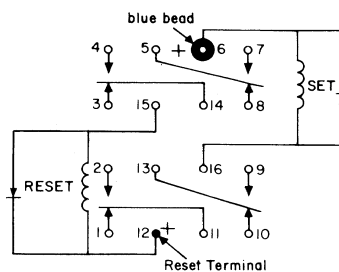 blue bead
4 5 + 6 7
SET
3 15 14 8
RESET 2 13 16 9
1 12 + 11 10
Reset Terminal